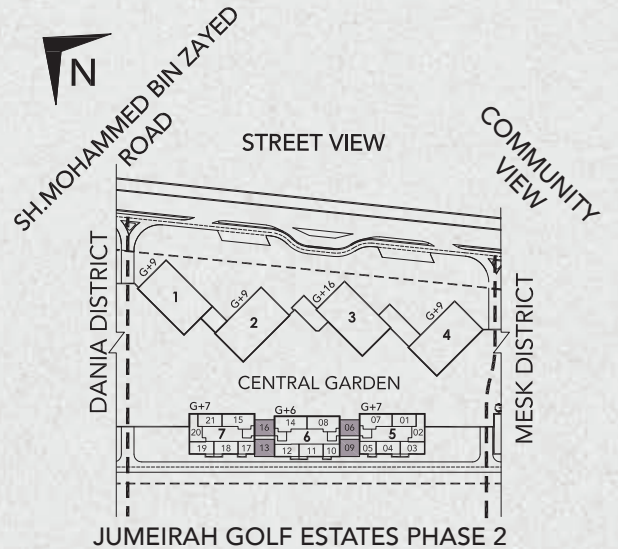 N
SH.MOHAMMED BIN ZAYED
ROAD
STREET VIEW
COMMUNITY
VIEW
DANIA DISTRICT
MESK DISTRICT
G+9
1
G+9
2
G+16
3
G+9
4
CENTRAL GARDEN
G+7
G+6
G+7
21 15 16 14 08 06 07 01
20 7 6 5 02
19 18 17 13 12 11 10 09 05 04 03
JUMEIRAH GOLF ESTATES PHASE 2